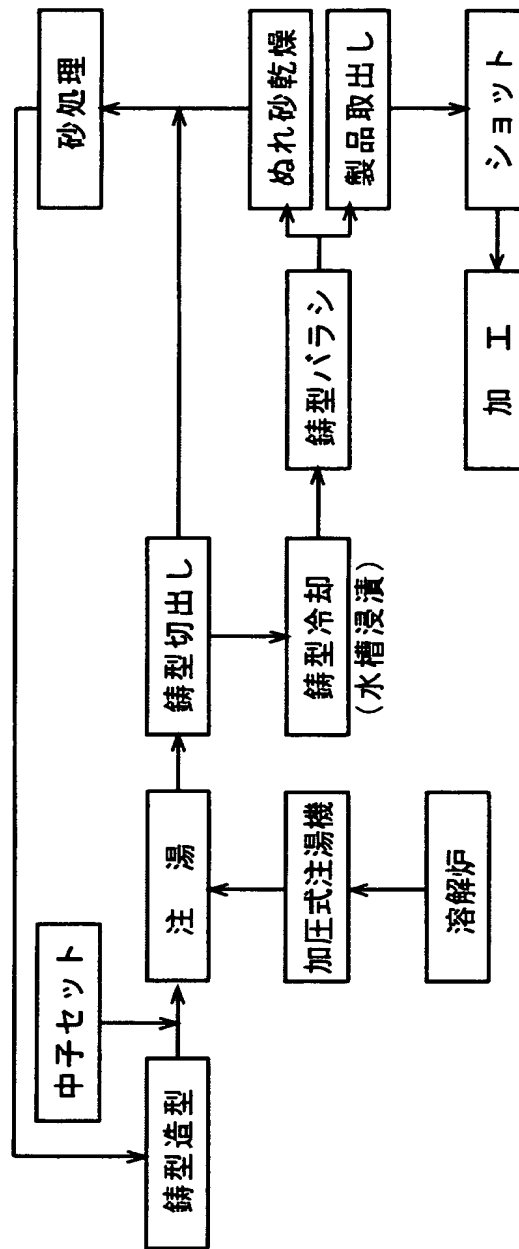 中子セット
砂処理
鋳型造型
注湯
鋳型切出し
ぬれ砂乾燥
製品取出し
加圧式注湯機
鋳型冷却
(水槽浸漬)
鋳型バラシ
溶解炉
加工
ショット